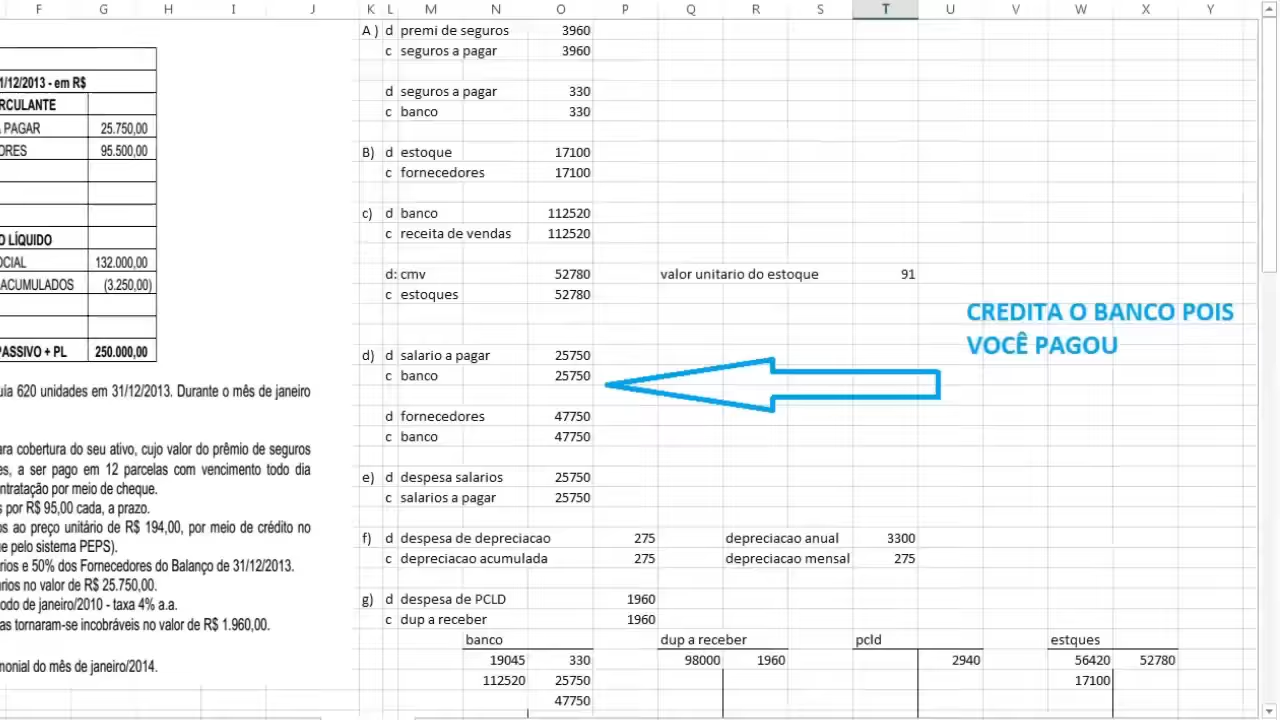 F G H I J K L M N O P Q R S T U V W X Y
1/12/2013 - em R$
RCULANTE
A PAGAR 25.750,00
ORES 95.500,00
O LÍQUIDO
OCIAL 132.000,00
ACUMULADOS (3.250,00)
PASSIVO + PL 250.000,00
uía 620 unidades em 31/12/2013. Durante o mês de janeiro
ara cobertura do seu ativo, cujo valor do prêmio de seguros
es, a ser pago em 12 parcelas com vencimento todo dia
ntratação por meio de cheque.
s por R$ 95,00 cada, a prazo.
os ao preço unitário de R$ 194,00, por meio de crédito no
ue pelo sistema PEPS).
rios e 50% dos Fornecedores do Balanço de 31/12/2013.
rios no valor de R$ 25.750,00.
odo de janeiro/2010 - taxa 4% a.a.
as tornaram-se incobráveis no valor de R$ 1.960,00.
monial do mês de janeiro/2014.
A ) d premi de seguros 3960
c seguros a pagar 3960
d seguros a pagar 330
c banco 330
B) d estoque 17100
c fornecedores 17100
c) d banco 112520
c receita de vendas 112520
d: cmv 52780 valor unitario do estoque 91
c estoques 52780
CREDITA O BANCO POIS
VOCÊ PAGOU
d) d salario a pagar 25750
c banco 25750
d fornecedores 47750
c banco 47750
e) d despesa salarios 25750
c salarios a pagar 25750
f) d despesa de depreciacao 275 depreciacao anual 3300
c depreciacao acumulada 275 depreciacao mensal 275
g) d despesa de PCLD 1960
c dup a receber 1960
banco dup a receber pcld estques
19045 330 98000 1960 2940 56420 52780
112520 25750 17100
47750